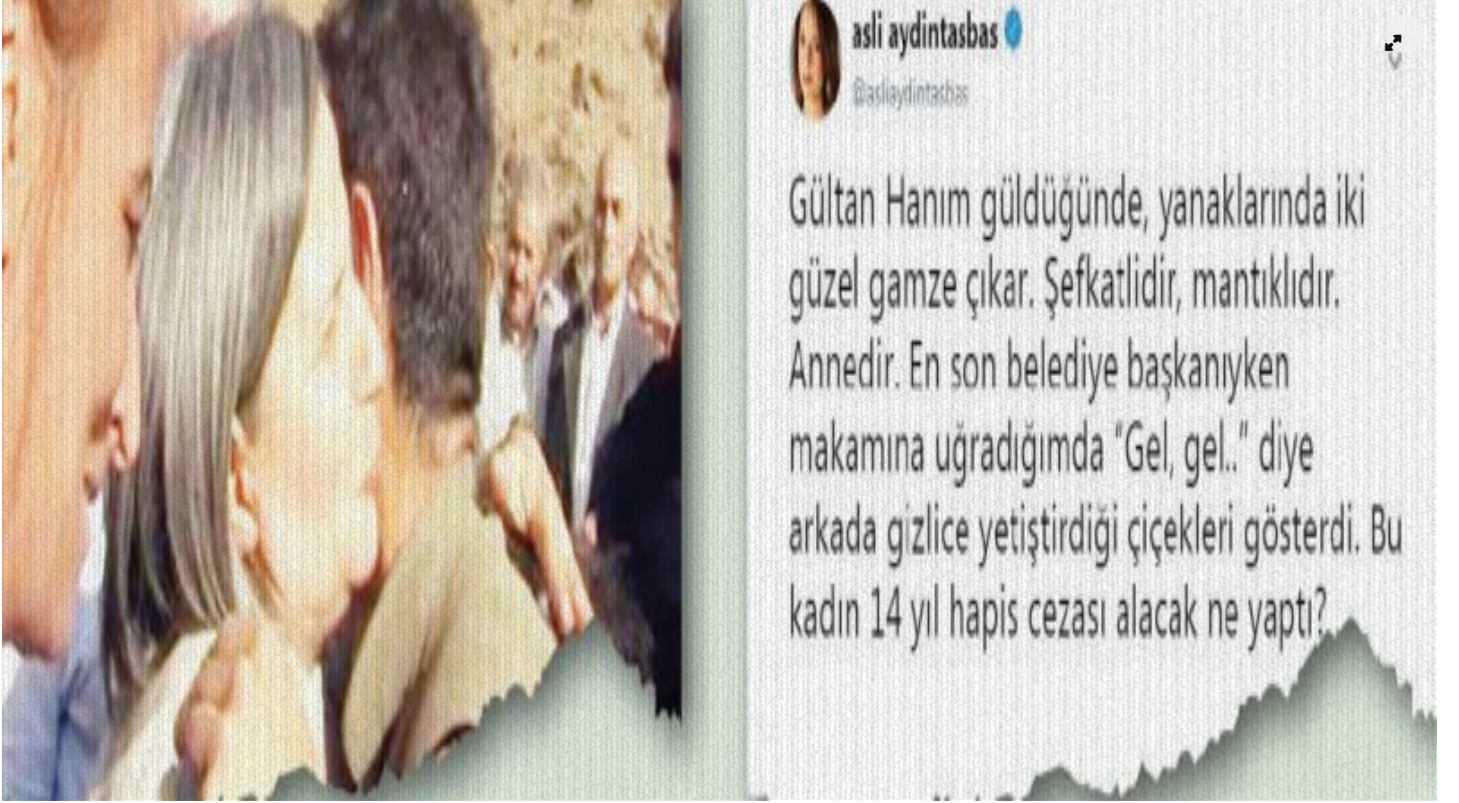 asli aydintasbas
@asliaydintasbas
Gültan Hanım güldüğünde, yanaklarında iki
güzel gamze çıkar. Şefkatlidir, mantıklıdır.
Annedir. En son belediye başkanıyken
makamına uğradığımda “Gel, gel..” diye
arkada gizlice yetiştirdiği çiçekleri gösterdi. Bu
kadın 14 yıl hapis cezası alacak ne yaptı?